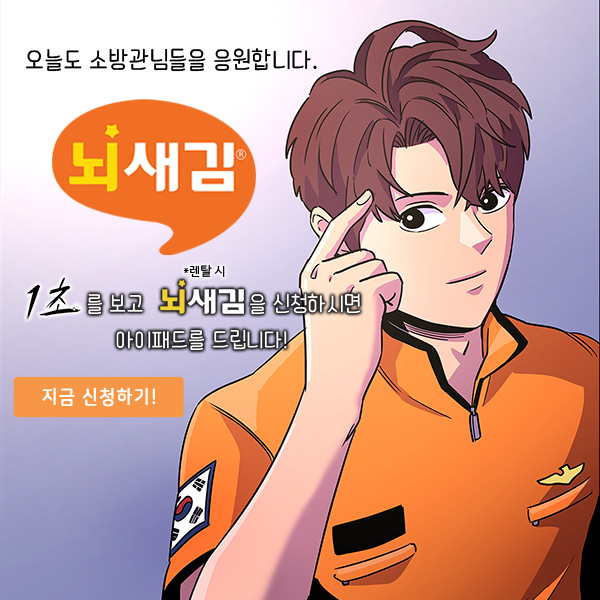 오늘도 소방관님들을 응원합니다.
뇌새김®
*렌탈 시
1초를 보고 뇌새김을 신청하시면
아이패드를 드립니다!
지금 신청하기!